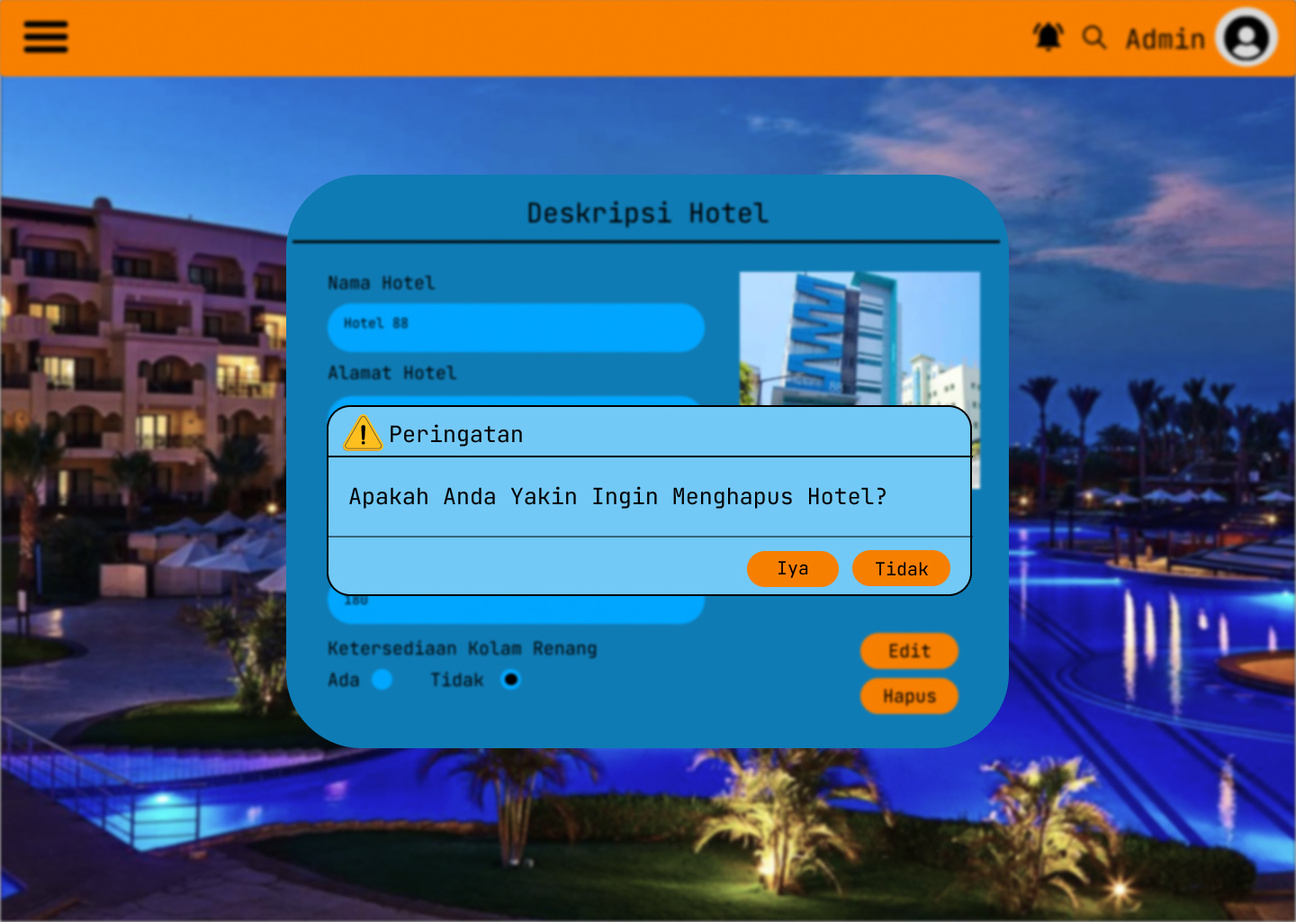 Admin
Deskripsi Hotel
Nama Hotel
Hotel 88
Alamat Hotel
Peringatan
Apakah Anda Yakin Ingin Menghapus Hotel?
Iya Tidak
180
Ketersediaan Kolam Renang
Ada Tidak
Edit
Hapus